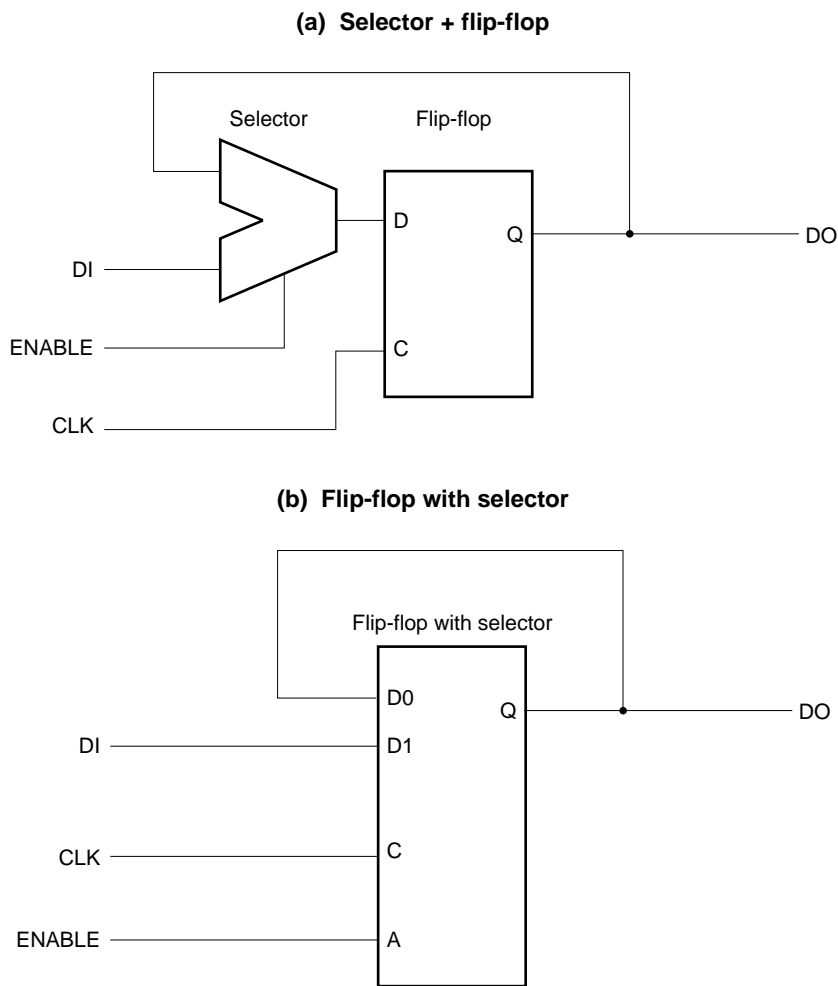 (a) Selector + flip-flop
Selector
Flip-flop
D
Q
DO
DI
ENABLE
C
CLK
(b) Flip-flop with selector
Flip-flop with selector
D0
Q
DO
DI
D1
CLK
C
ENABLE
A